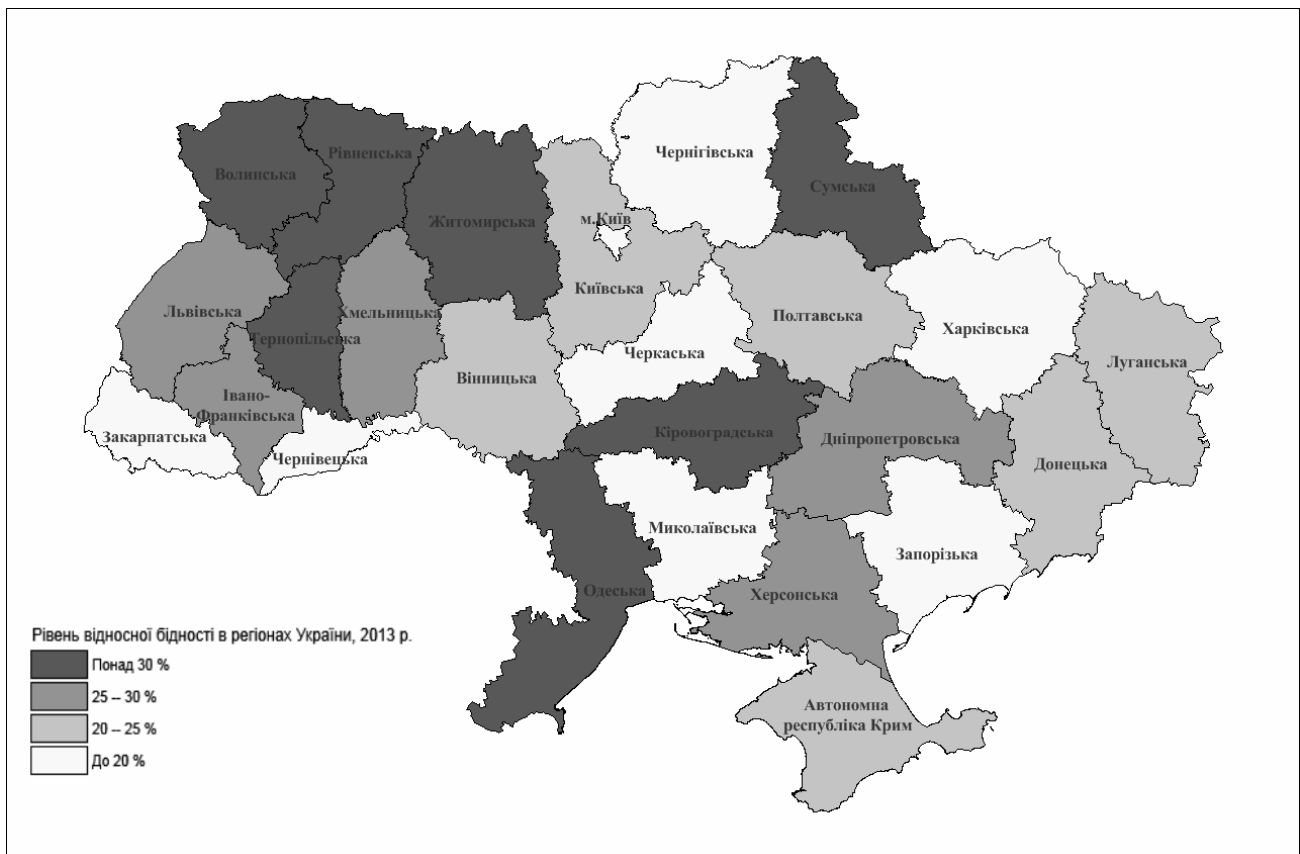 Чернігівська
Рівненська
Волинська
Сумська
Житомирська
м.Київ
Київська
Львівська
Хмельницька
Тернопільська
Полтавська
Харківська
Черкаська
Луганська
Вінницька
Івано-
Франківська
Закарпатська
Чернівецька
Кіровоградська
Дніпропетровська
Донецька
Миколаївська
Запорізька
Одеська
Херсонська
Автономна
республіка Крим
Рівень відносної бідності в регіонах України, 2013 р.
Понад 30 %
25 – 30 %
20 – 25 %
До 20 %